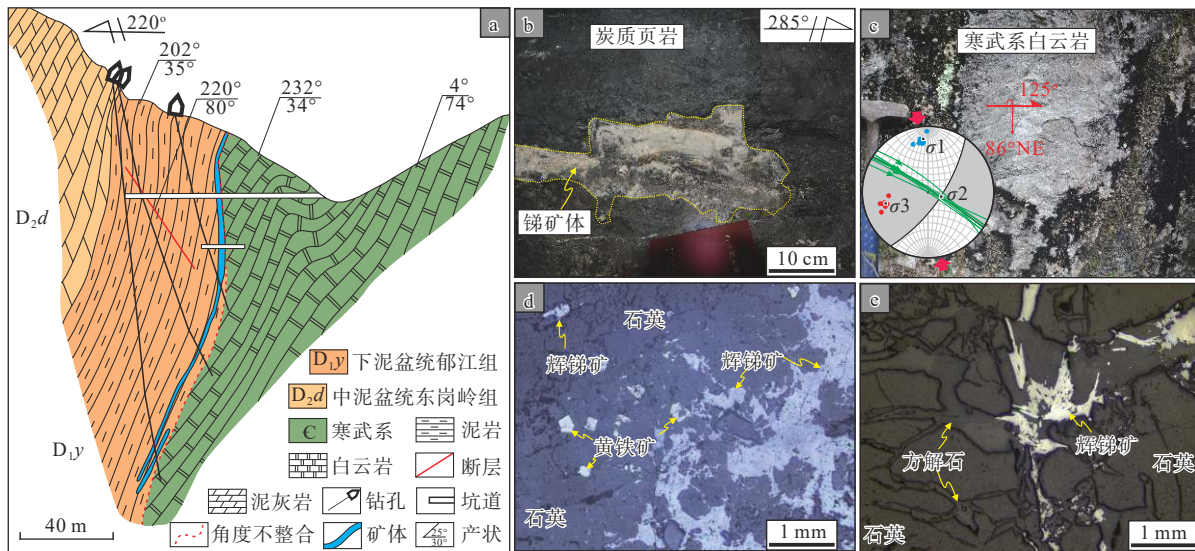 a
220°
202°
35°
220°
80°
232°
34°
4°
74°
D₂d
D₁y
D₁y 下泥盆统郁江组
D₂d 中泥盆统东岗岭组
Є 寒武系
泥岩
白云岩
断层
泥灰岩
钻孔
坑道
角度不整合
矿体
25°
30°
产状
40 m
b
炭质页岩
285°
锑矿体
10 cm
c
寒武系白云岩
125°
86°NE
σ1
σ2
σ3
d
石英
辉锑矿
辉锑矿
黄铁矿
石英
1 mm
e
方解石
辉锑矿
石英
石英
1 mm